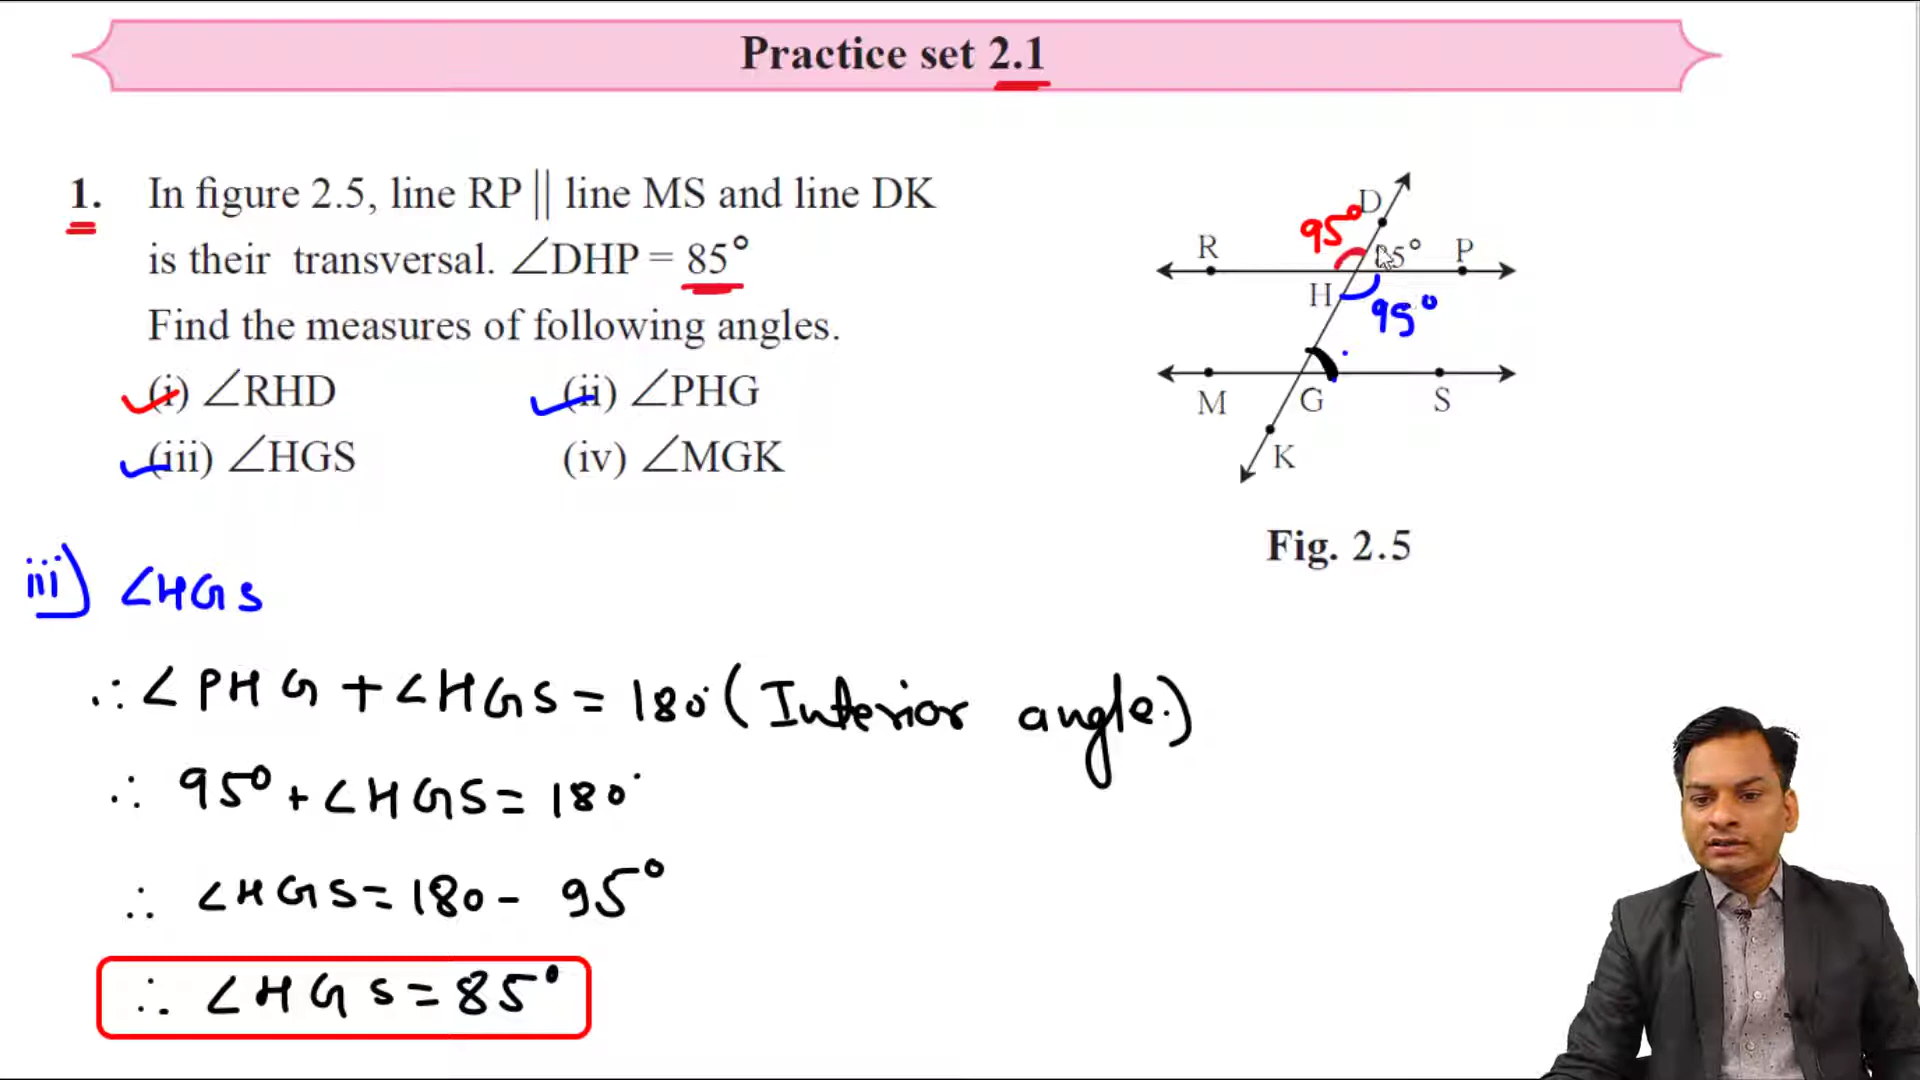 Practice set 2.1
1. In figure 2.5, line RP || line MS and line DK
is their transversal. ∠DHP = 85°
Find the measures of following angles.
(i) ∠RHD (ii) ∠PHG
(iii) ∠HGS (iv) ∠MGK
95° D
R 5° P
H 95°
M G S
K
Fig. 2.5
iii) ∠HGS
∴ ∠PHG + ∠HGS = 180° (Interior angle.)
∴ 95° + ∠HGS = 180°
∴ ∠HGS = 180 - 95°
∴ ∠HGS = 85°